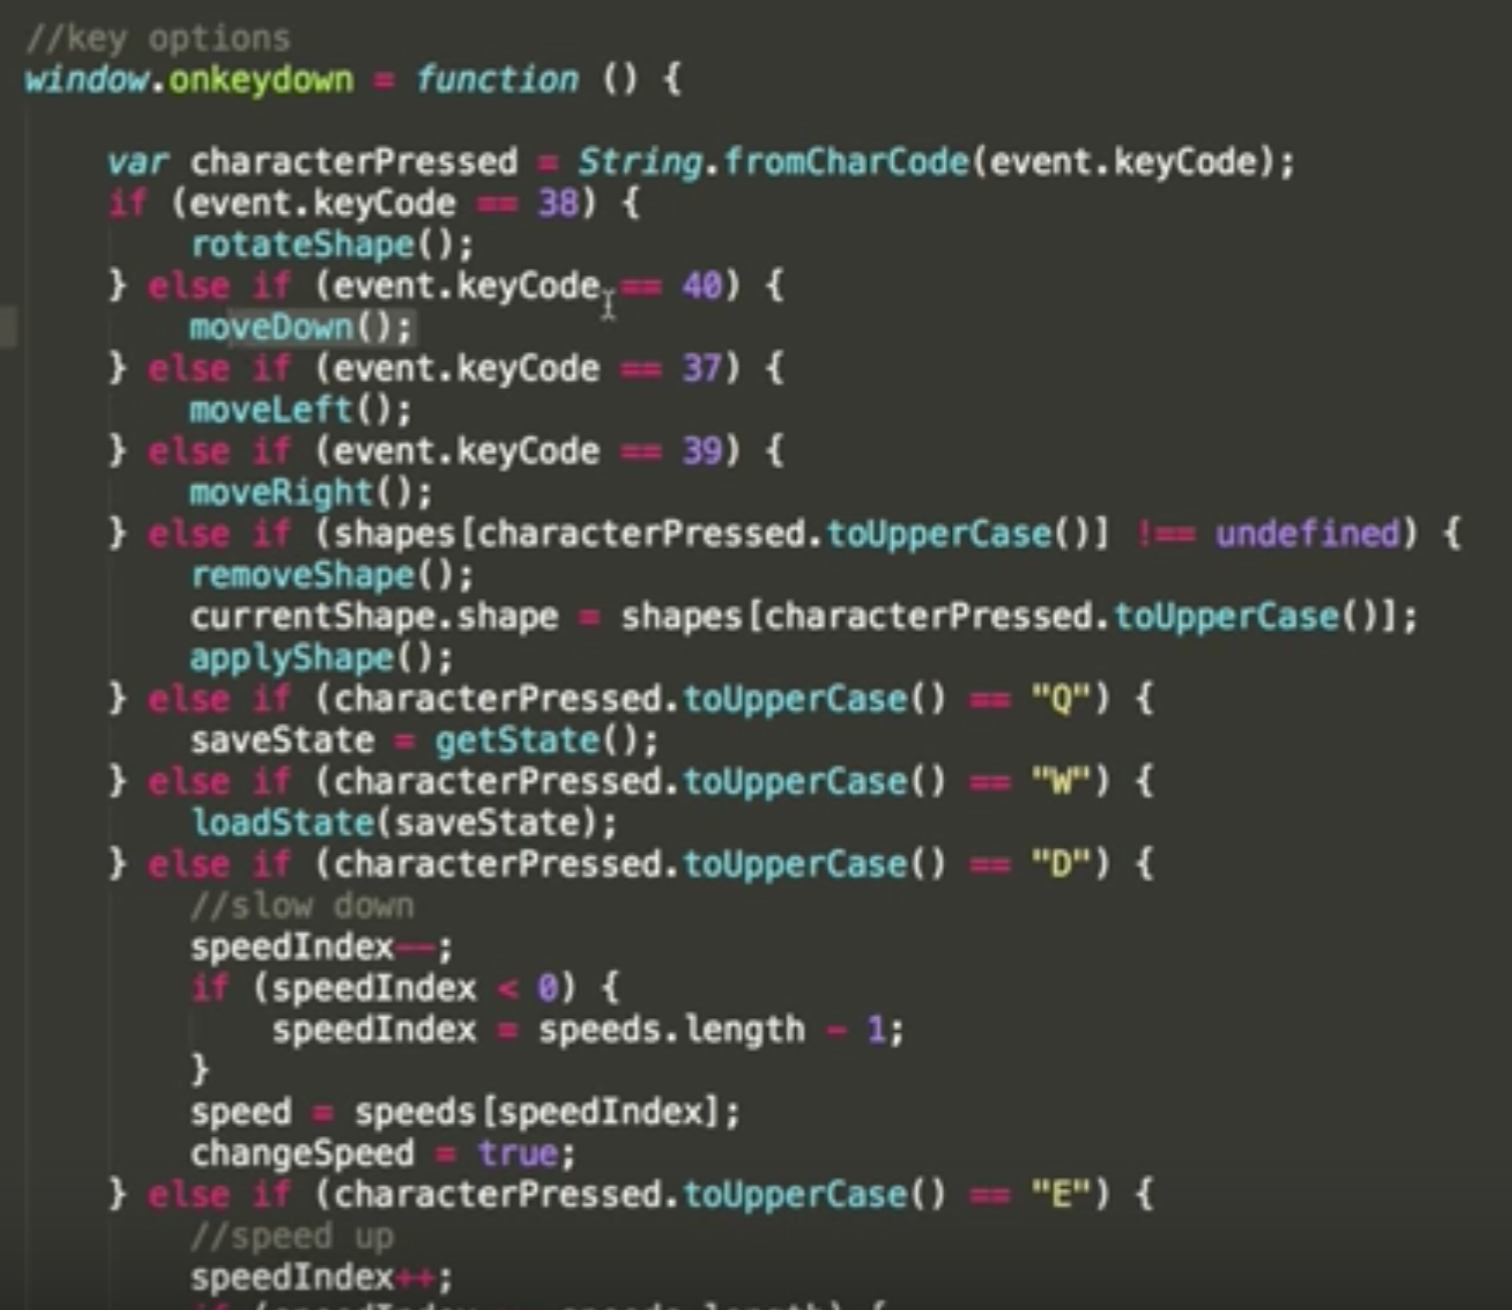 //key options
window.onkeydown = function () {
var characterPressed = String.fromCharCode(event.keyCode);
if (event.keyCode == 38) {
rotateShape();
} else if (event.keyCode == 40) {
moveDown();
} else if (event.keyCode == 37) {
moveLeft();
} else if (event.keyCode == 39) {
moveRight();
} else if (shapes[characterPressed.toUpperCase()] !== undefined) {
removeShape();
currentShape.shape = shapes[characterPressed.toUpperCase()];
applyShape();
} else if (characterPressed.toUpperCase() == "Q") {
saveState = getState();
} else if (characterPressed.toUpperCase() == "W") {
loadState(saveState);
} else if (characterPressed.toUpperCase() == "D") {
//slow down
speedIndex--;
if (speedIndex < 0) {
speedIndex = speeds.length - 1;
}
speed = speeds[speedIndex];
changeSpeed = true;
} else if (characterPressed.toUpperCase() == "E") {
//speed up
speedIndex++;